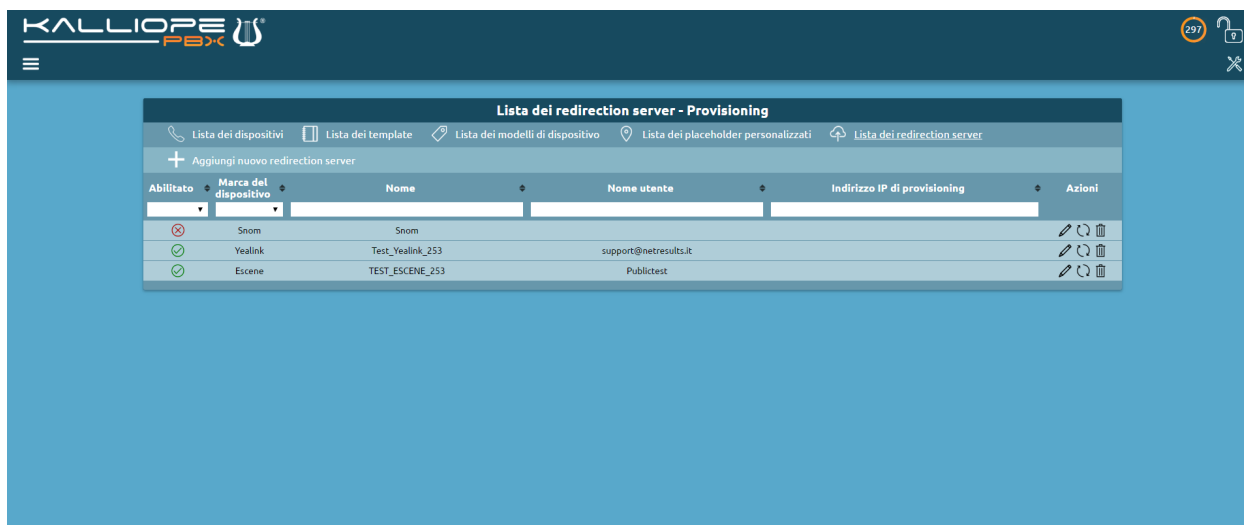 KALLIOPE
PBX
297
Lista dei redirection server - Provisioning
Lista dei dispositivi Lista dei template Lista dei modelli di dispositivo Lista dei placeholder personalizzati Lista dei redirection server
Aggiungi nuovo redirection server
Abilitato Marca del dispositivo Nome Nome utente Indirizzo IP di provisioning Azioni
Snom Snom
Yealink Test_Yealink_253 support@netresults.it
Escene TEST_ESCENE_253 Publictest